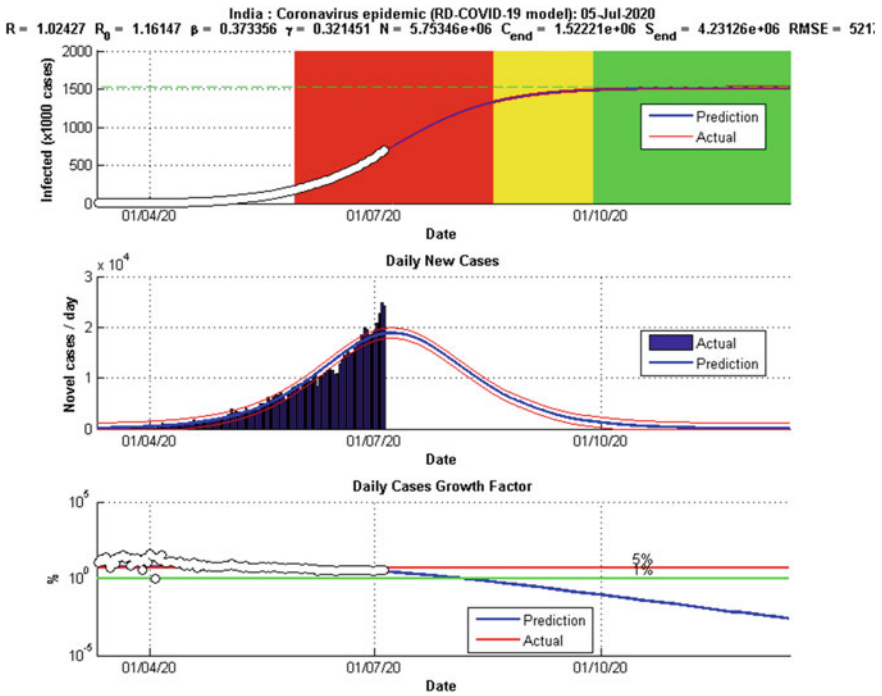 India : Coronavirus epidemic (RD-COVID-19 model): 05-Jul-2020
R = 1.02427 R0 = 1.16147 β = 0.373356 γ = 0.321451 N = 5.75346e+06 Cend = 1.52221e+06 Send = 4.23126e+06 RMSE =
2000
1500
1000
500
0
Infected (x1000 cases)
Prediction
Actual
01/04/20 01/07/20 01/10/20
Date
Daily New Cases
x 10^4
3
2
1
0
Novel cases / day
Actual
Prediction
01/04/20 01/07/20 01/10/20
Date
Daily Cases Growth Factor
10^5
10^0
10^-5
%
5%
1%
Prediction
Actual
01/04/20 01/07/20 01/10/20
Date